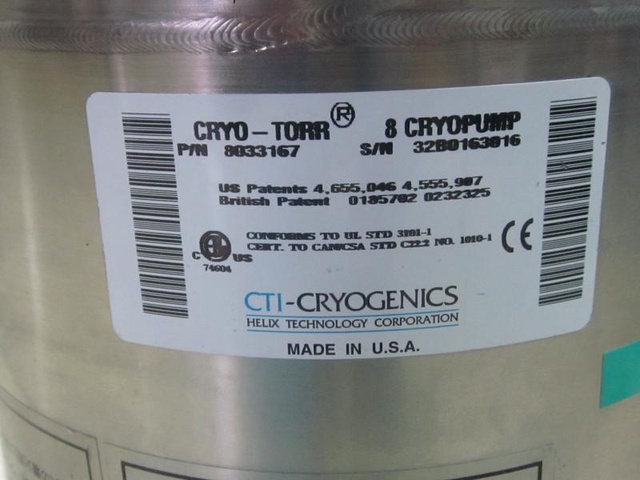 CRYO-TORR® 8 CRYOPUMP
P/N 8033167 S/N 32B0163016
US Patents 4,655,046 4,555,907
British Patent 0185702 0232325
CONFORMS TO UL STD 3101-1
CERT. TO CAN/CSA STD C22.2 NO. 1010-1
C US CE
74604
CTI-CRYOGENICS
HELIX TECHNOLOGY CORPORATION
MADE IN U.S.A.